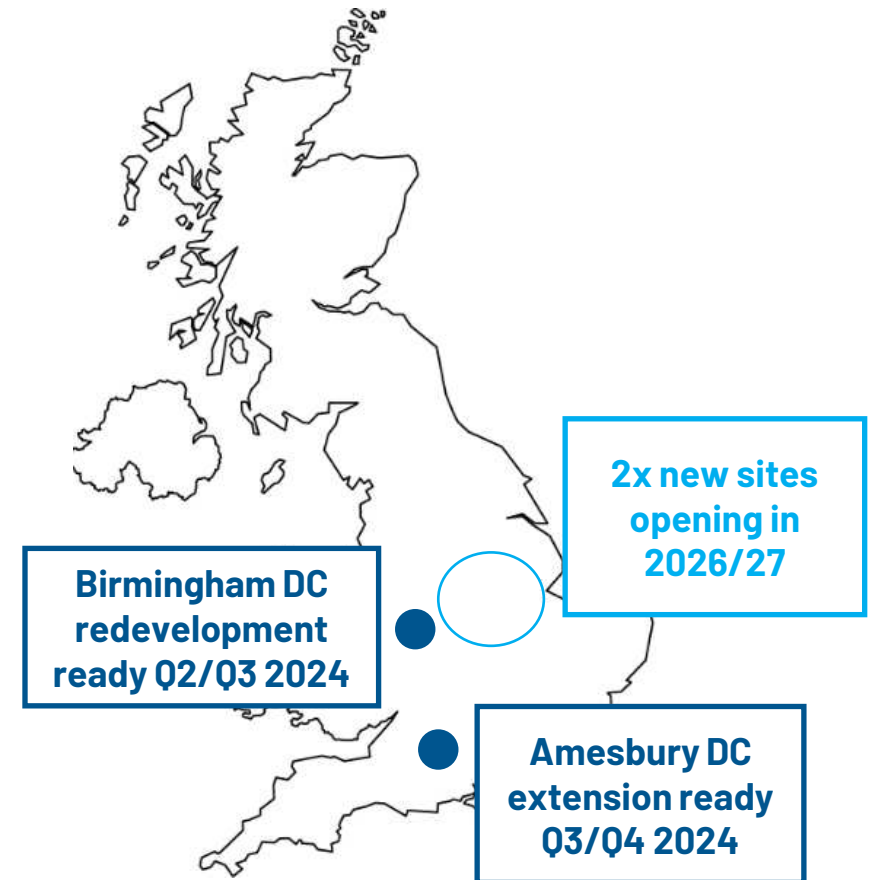 2x new sites
opening in
2026/27
Birmingham DC
redevelopment
ready Q2/Q3 2024
Amesbury DC
extension ready
Q3/Q4 2024